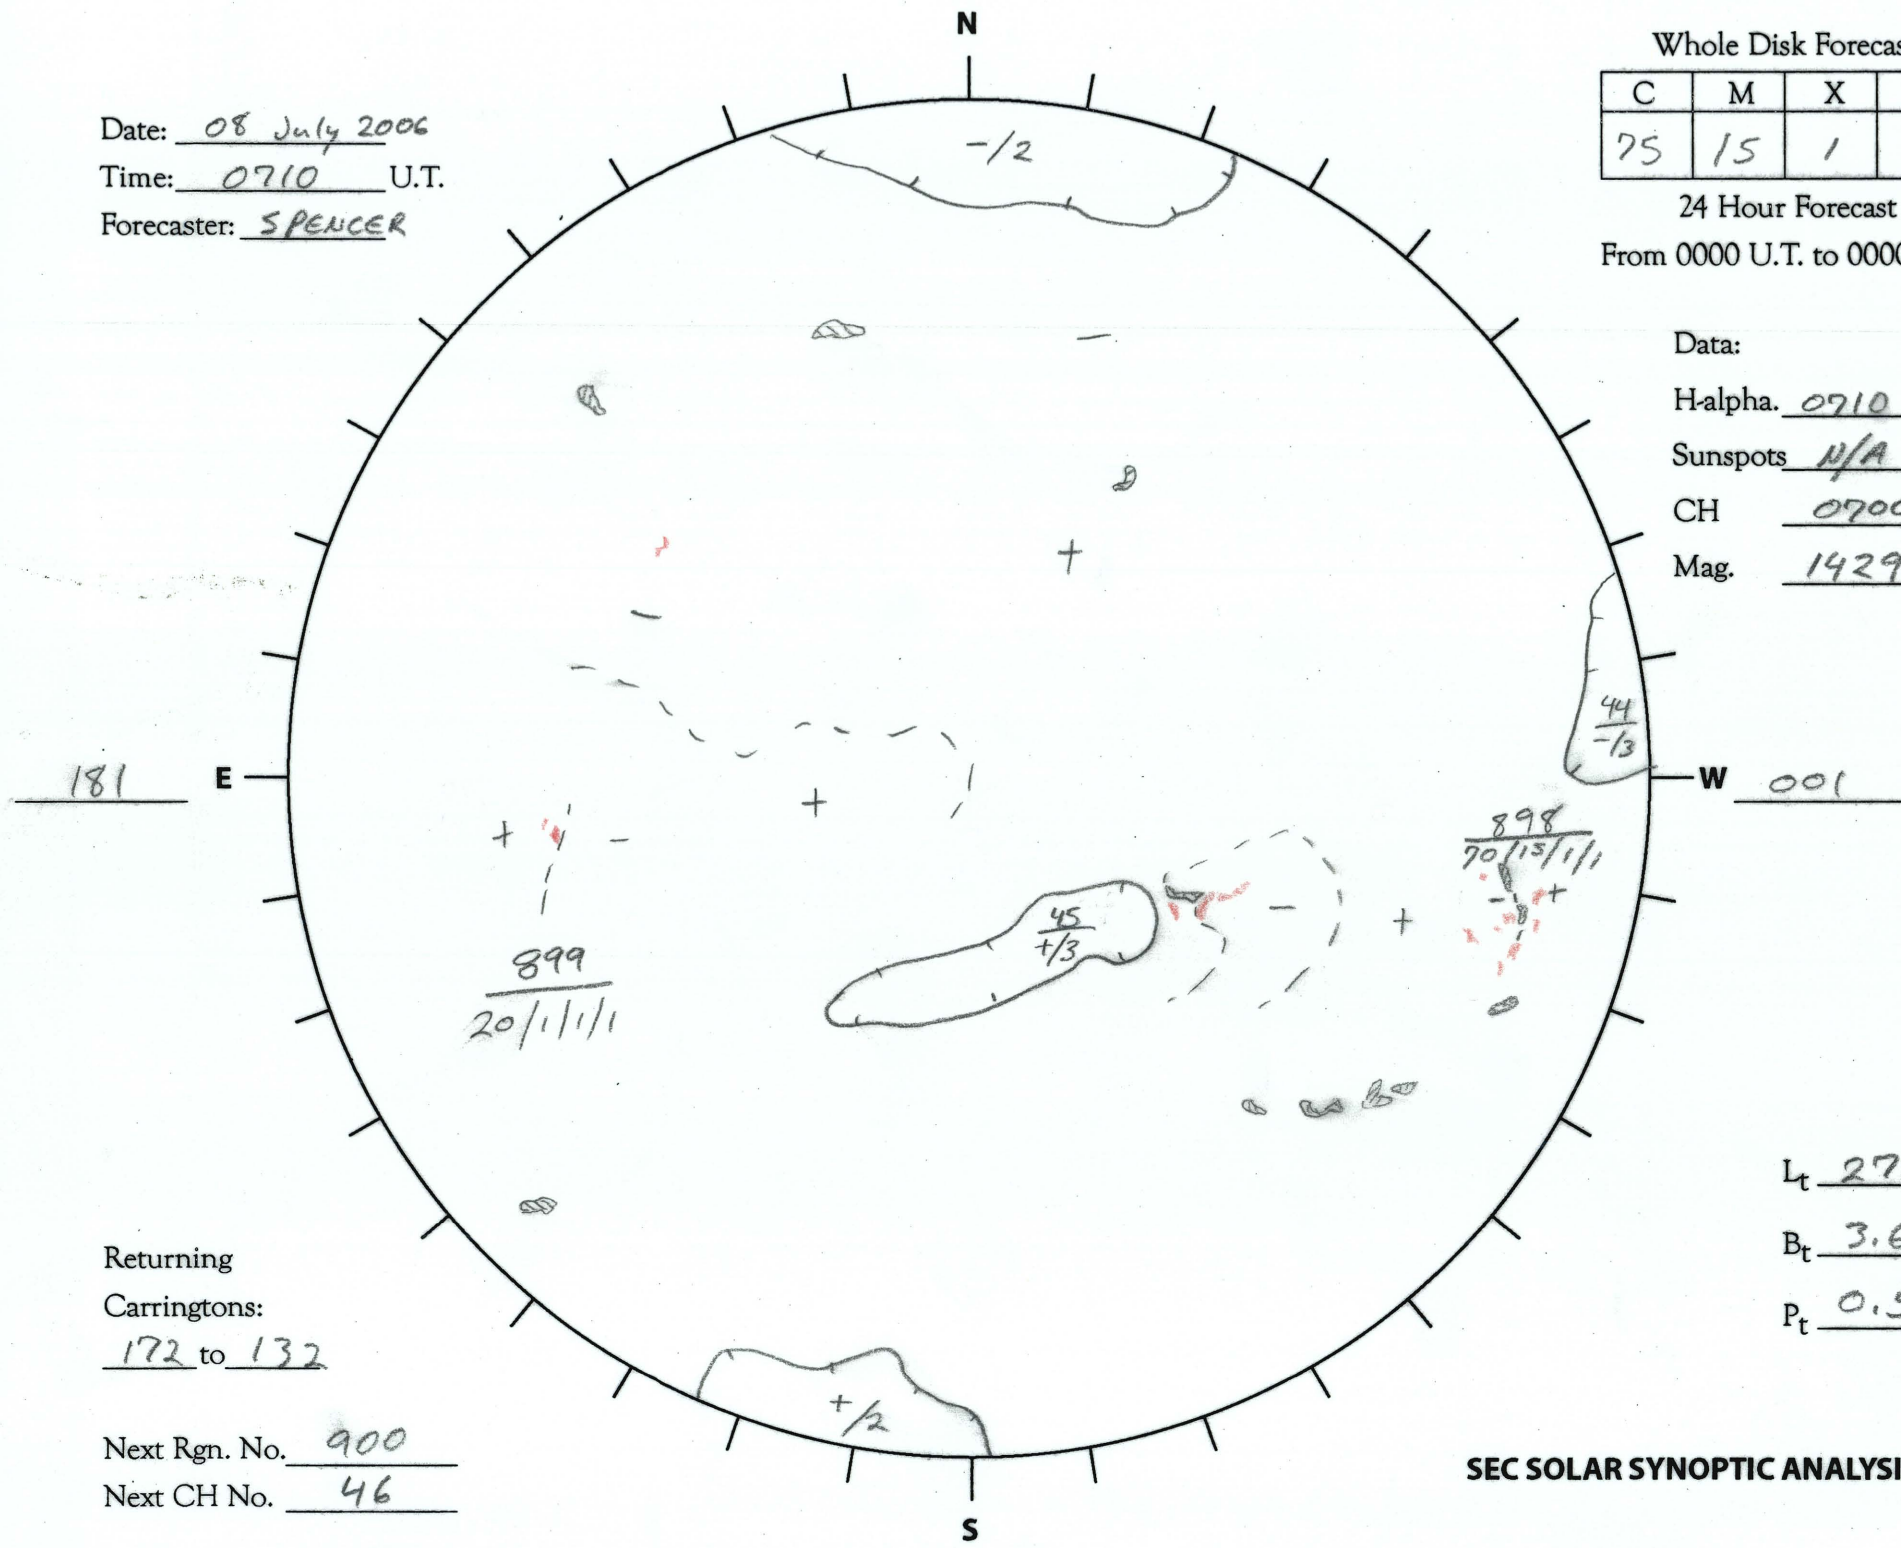 N
Whole Disk Forecas
C M X
75 15 1
24 Hour Forecast
From 0000 U.T. to 0000
Date: 08 July 2006
Time: 0710 U.T.
Forecaster: SPENCER
-/2
Data:
H-alpha. 0710
Sunspots N/A
CH 0700
Mag. 1429
-
+
-
44
-/3
181 E
W 001
+
+ -
898
70/15/1/1
- +
45
+/3
- +
899
20/1/1/1
Lt 27
Bt 3.6
Pt 0.5
Returning
Carringtons:
172 to 132
+/2
Next Rgn. No. 900
Next CH No. 46
SEC SOLAR SYNOPTIC ANALYSI
S